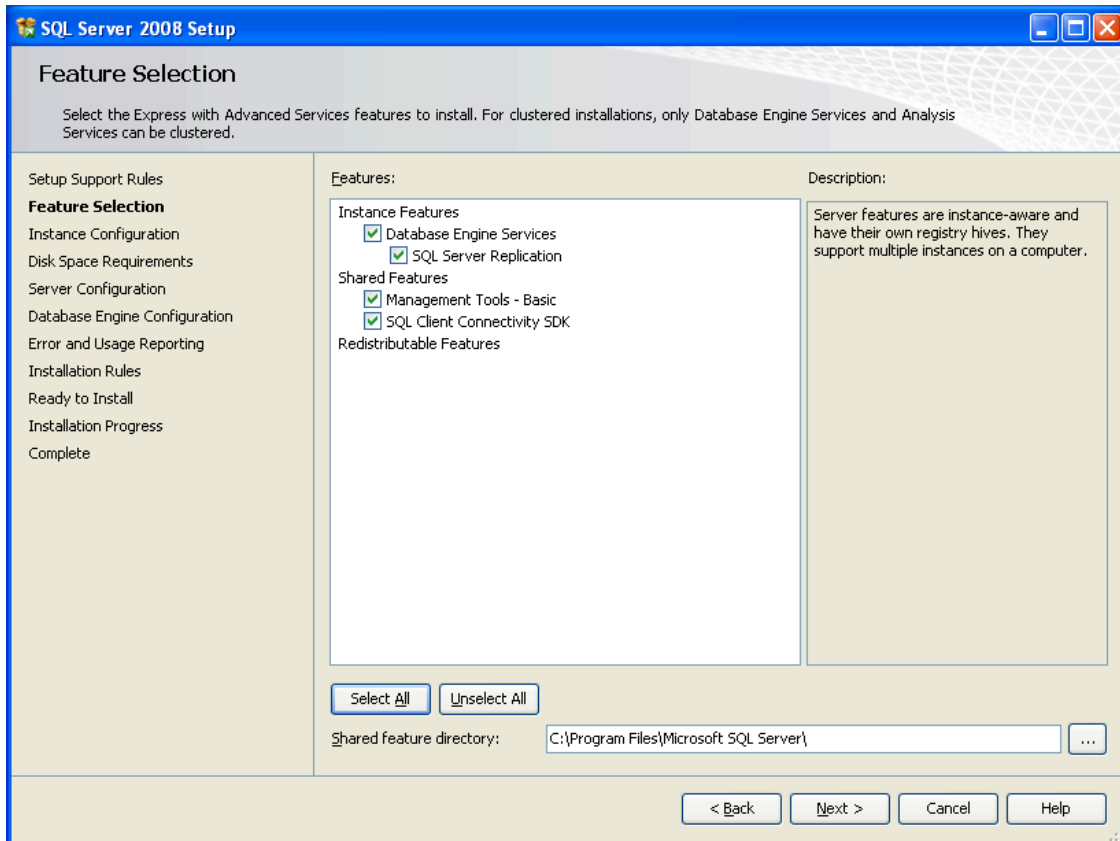 SQL Server 2008 Setup
Feature Selection
Select the Express with Advanced Services features to install. For clustered installations, only Database Engine Services and Analysis
Services can be clustered.
Setup Support Rules
Feature Selection
Instance Configuration
Disk Space Requirements
Server Configuration
Database Engine Configuration
Error and Usage Reporting
Installation Rules
Ready to Install
Installation Progress
Complete
Features:
Instance Features
Database Engine Services
SQL Server Replication
Shared Features
Management Tools - Basic
SQL Client Connectivity SDK
Redistributable Features
Description:
Server features are instance-aware and
have their own registry hives. They
support multiple instances on a computer.
Select All
Unselect All
Shared feature directory:
C:\Program Files\Microsoft SQL Server\
...
< Back
Next >
Cancel
Help